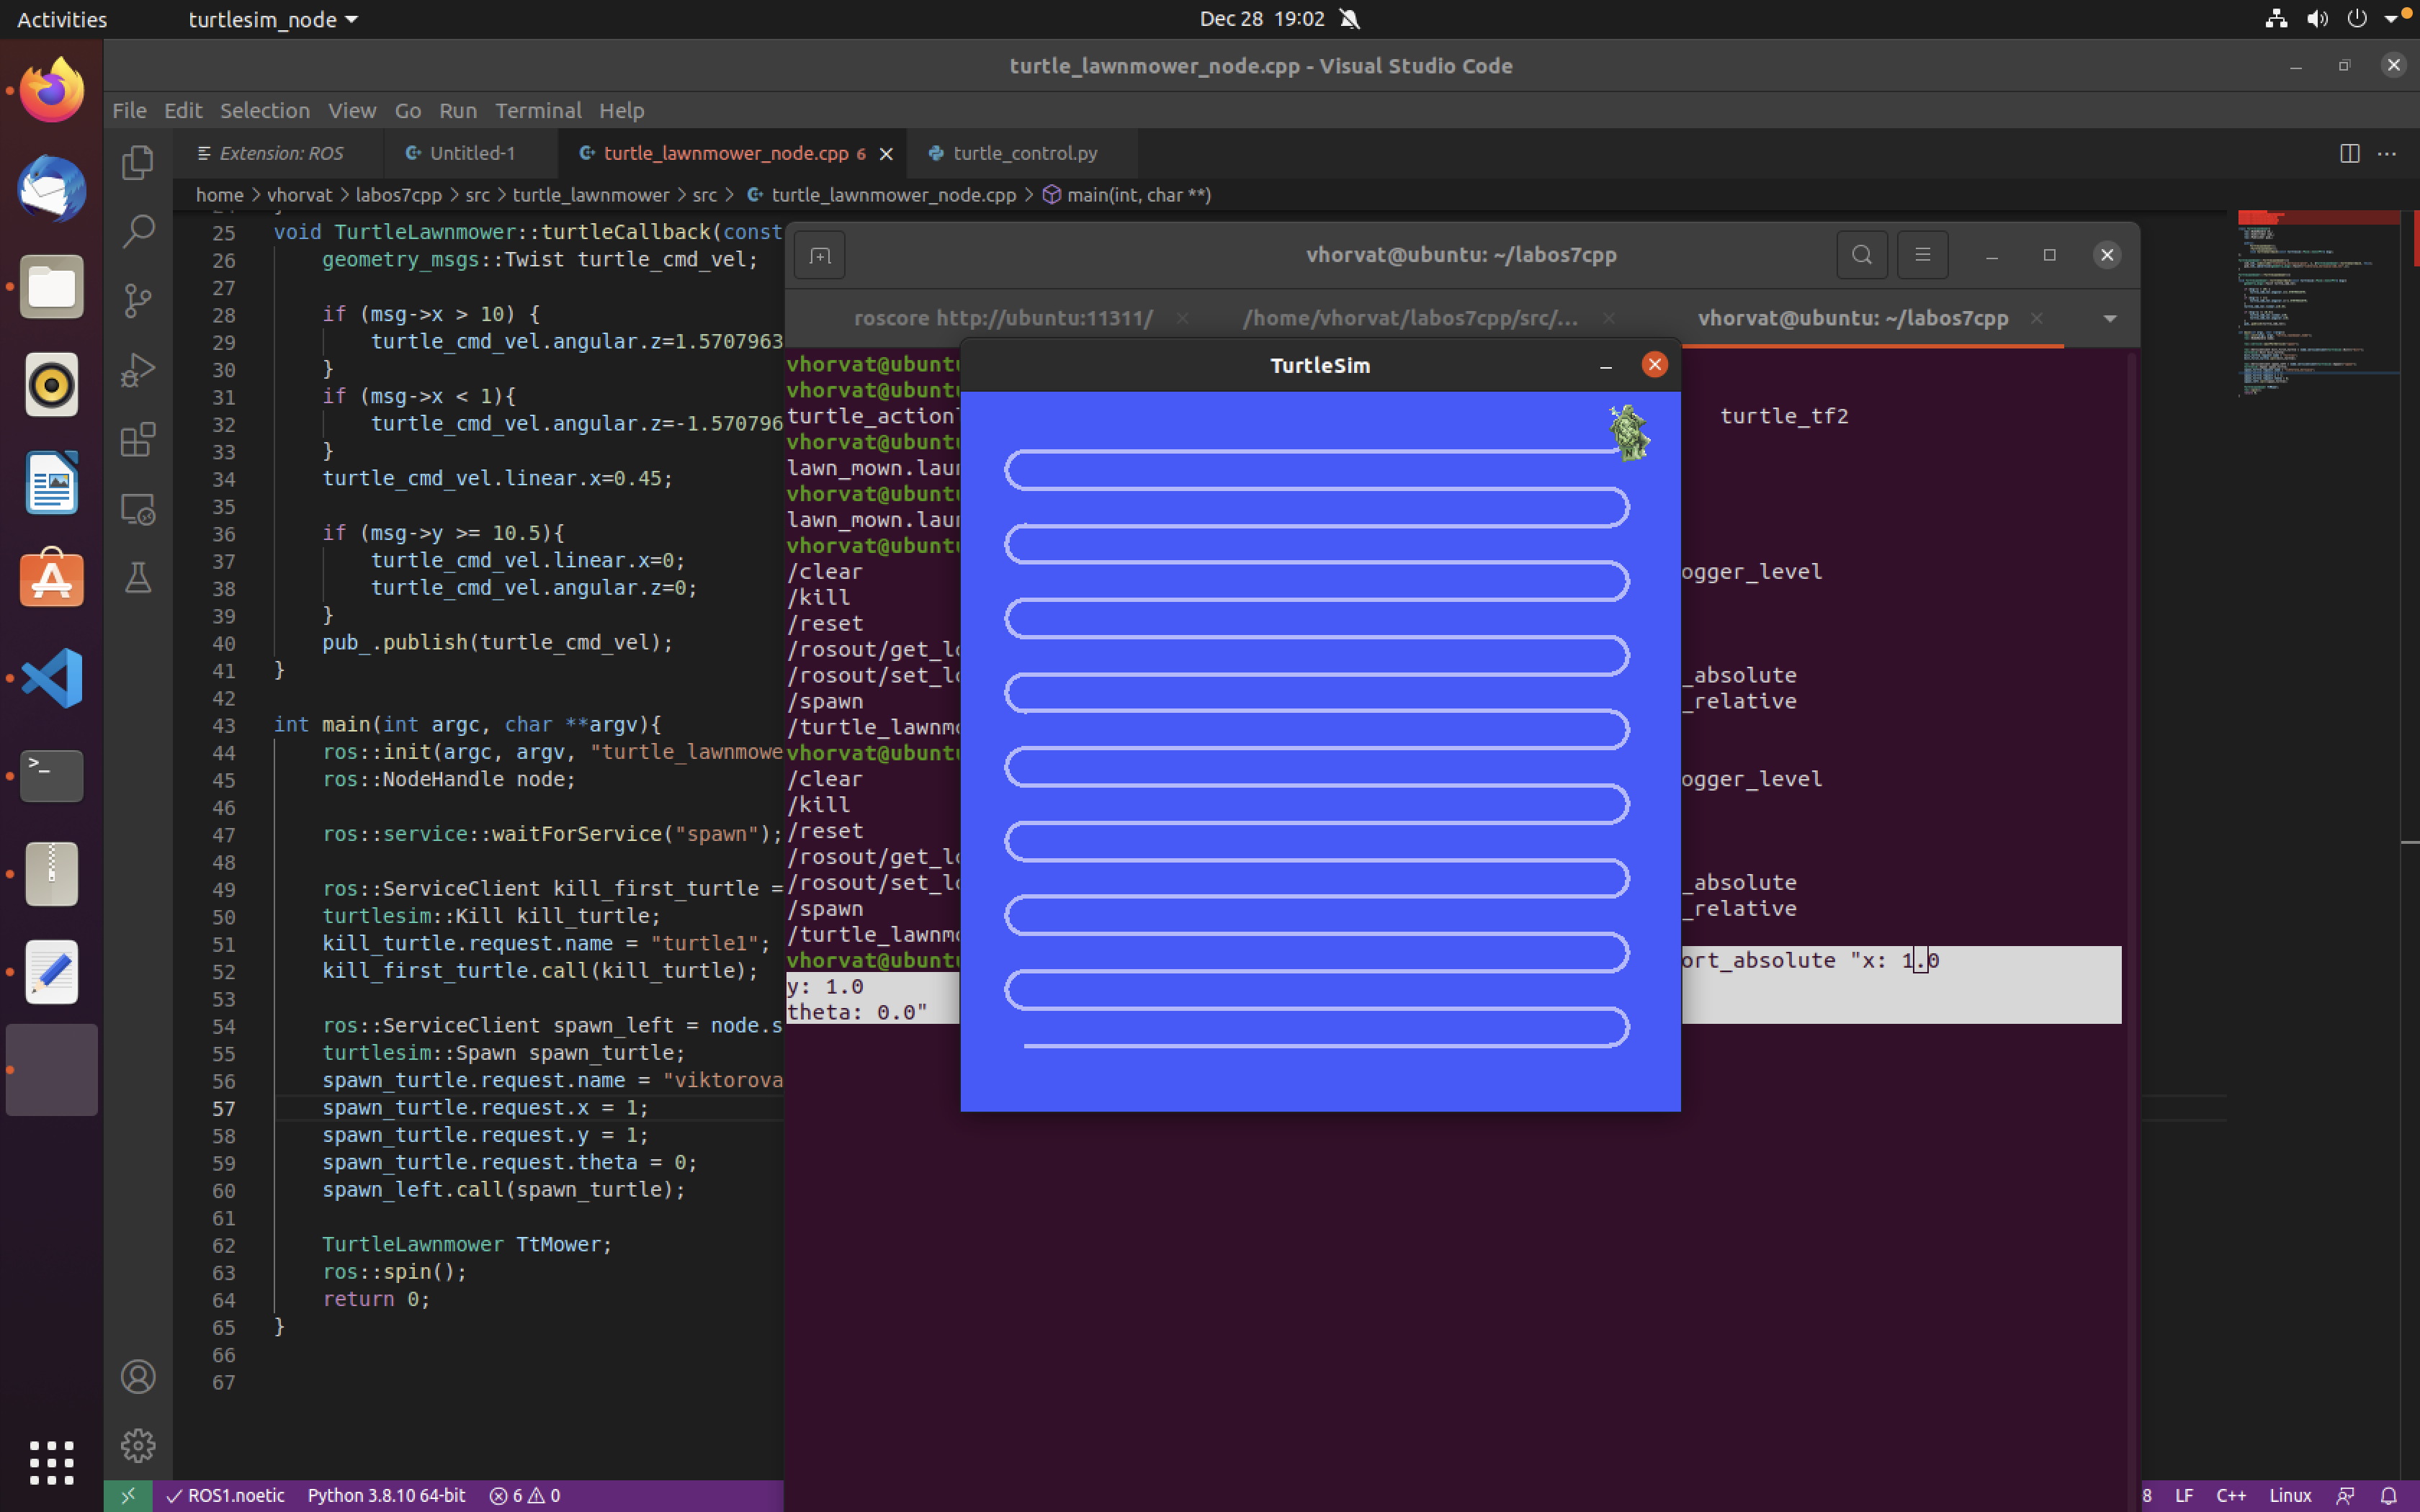 Activities
turtlesim_node
Dec 28 19:02
turtle_lawnmower_node.cpp - Visual Studio Code
File Edit Selection View Go Run Terminal Help
Extension: ROS
Untitled-1
turtle_lawnmower_node.cpp 6
turtle_control.py
home > vhorvat > labos7cpp > src > turtle_lawnmower > src > turtle_lawnmower_node.cpp > main(int, char **)
25 void TurtleLawnmower::turtleCallback(const
26 geometry_msgs::Twist turtle_cmd_vel;
27
28 if (msg->x > 10) {
29 turtle_cmd_vel.angular.z=1.5707963
30 }
31 if (msg->x < 1){
32 turtle_cmd_vel.angular.z=-1.570796
33 }
34 turtle_cmd_vel.linear.x=0.45;
35
36 if (msg->y >= 10.5){
37 turtle_cmd_vel.linear.x=0;
38 turtle_cmd_vel.angular.z=0;
39 }
40 pub_.publish(turtle_cmd_vel);
41 }
42
43 int main(int argc, char **argv){
44 ros::init(argc, argv, "turtle_lawnmowe
45 ros::NodeHandle node;
46
47 ros::service::waitForService("spawn");
48
49 ros::ServiceClient kill_first_turtle =
50 turtlesim::Kill kill_turtle;
51 kill_turtle.request.name = "turtle1";
52 kill_first_turtle.call(kill_turtle);
53
54 ros::ServiceClient spawn_left = node.s
55 turtlesim::Spawn spawn_turtle;
56 spawn_turtle.request.name = "viktorova
57 spawn_turtle.request.x = 1;
58 spawn_turtle.request.y = 1;
59 spawn_turtle.request.theta = 0;
60 spawn_left.call(spawn_turtle);
61
62 TurtleLawnmower TtMower;
63 ros::spin();
64 return 0;
65 }
66
67
vhorvat@ubuntu: ~/labos7cpp
roscore http://ubuntu:11311/
/home/vhorvat/labos7cpp/src/...
vhorvat@ubuntu: ~/labos7cpp
TurtleSim
vhorvat@ubunt
vhorvat@ubunt
turtle_action turtle_tf2
vhorvat@ubunt
lawn_mown.lau
vhorvat@ubunt
lawn_mown.lau
vhorvat@ubunt
/clear ogger_level
/kill
/reset
/rosout/get_lo
/rosout/set_lo _absolute
/spawn _relative
/turtle_lawnm
vhorvat@ubunt
/clear ogger_level
/kill
/reset
/rosout/get_lo
/rosout/set_lo _absolute
/spawn _relative
/turtle_lawnm
vhorvat@ubunt ort_absolute "x: 1.0
y: 1.0
theta: 0.0"
ROS1.noetic Python 3.8.10 64-bit 6 0
8 LF C++ Linux